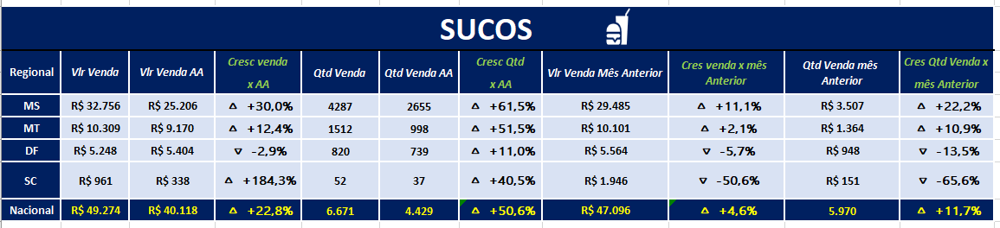 SUCOS
Regional Vlr Venda Vlr Venda AA Cresc venda x AA Qtd Venda Qtd Venda AA Cresc Qtd x AA Vlr Venda Mês Anterior Cres venda x mês Anterior Qtd Venda mês Anterior Cres Qtd Venda x mês Anterior
MS R$ 32.756 R$ 25.206 △ +30,0% 4287 2655 △ +61,5% R$ 29.485 △ +11,1% R$ 3.507 △ +22,2%
MT R$ 10.309 R$ 9.170 △ +12,4% 1512 998 △ +51,5% R$ 10.101 △ +2,1% R$ 1.364 △ +10,9%
DF R$ 5.248 R$ 5.404 ▽ -2,9% 820 739 △ +11,0% R$ 5.564 ▽ -5,7% R$ 948 ▽ -13,5%
SC R$ 961 R$ 338 △ +184,3% 52 37 △ +40,5% R$ 1.946 ▽ -50,6% R$ 151 ▽ -65,6%
Nacional R$ 49.274 R$ 40.118 △ +22,8% 6.671 4.429 △ +50,6% R$ 47.096 △ +4,6% 5.970 △ +11,7%